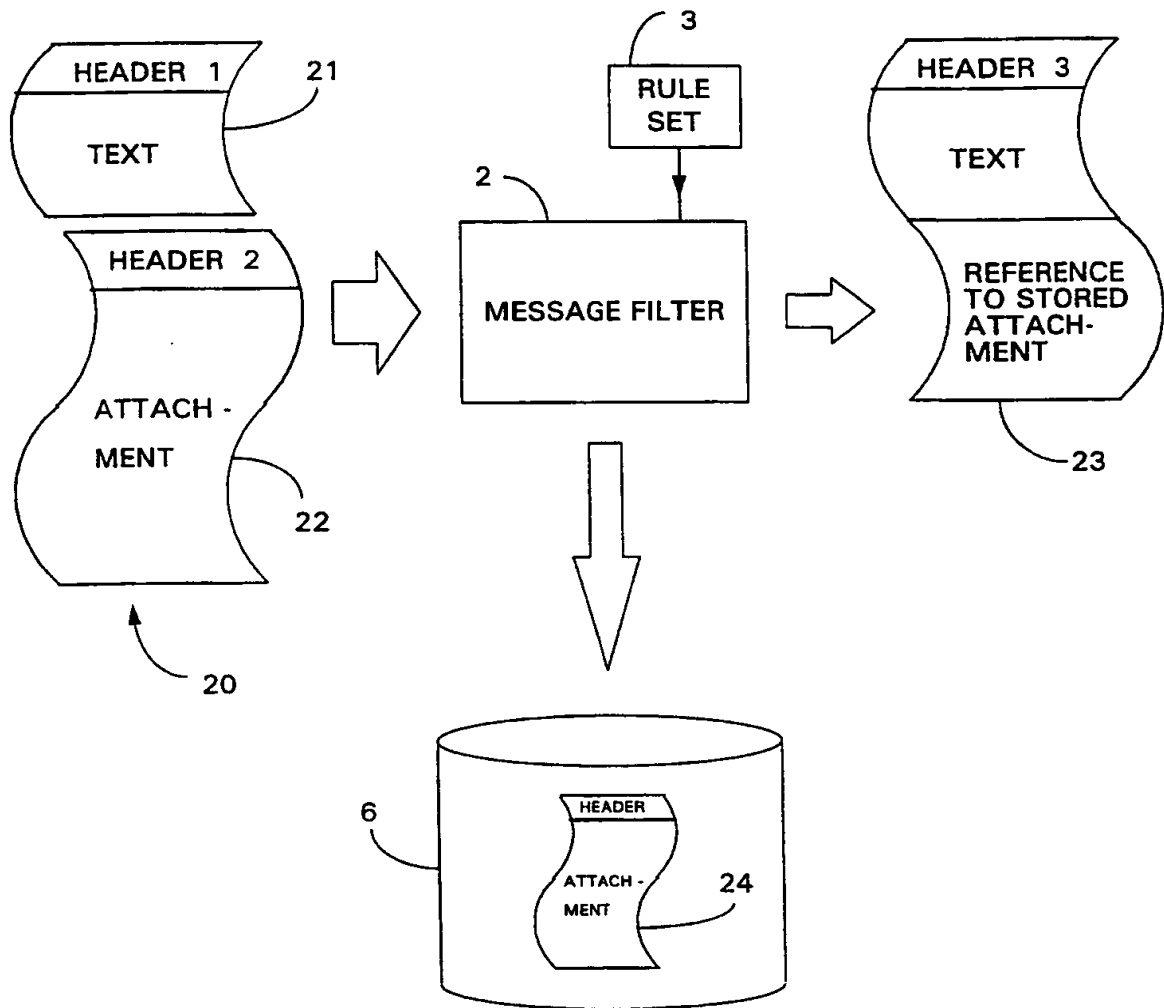 HEADER 1
TEXT
21
HEADER 2
ATTACH -
MENT
22
20
3
RULE
SET
2
MESSAGE FILTER
HEADER 3
TEXT
REFERENCE
TO STORED
ATTACH-
MENT
23
6
HEADER
ATTACH -
MENT
24